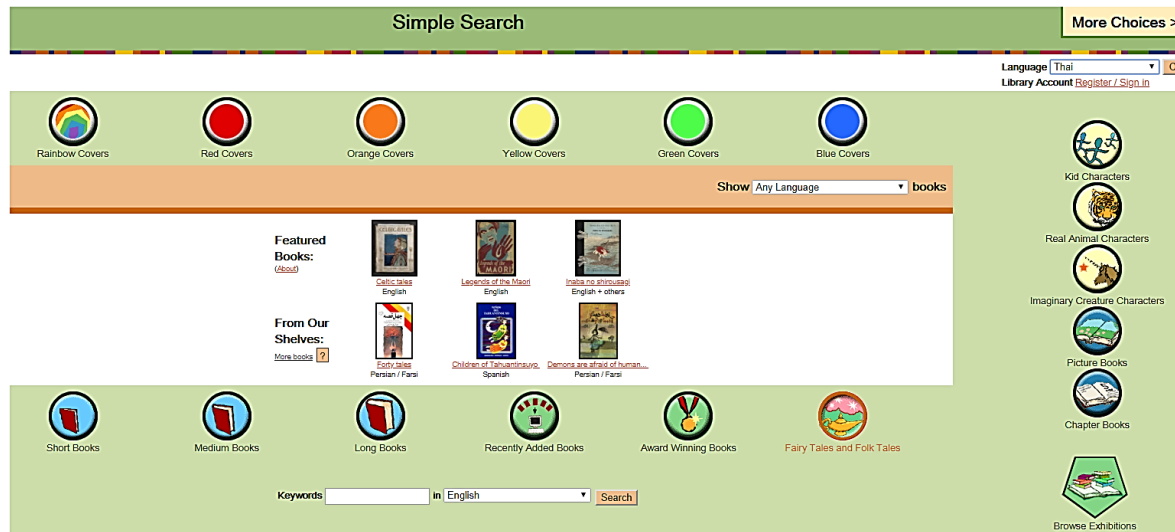 Simple Search
More Choices >
Language Thai
Library Account Register / Sign in
Rainbow Covers
Red Covers
Orange Covers
Yellow Covers
Green Covers
Blue Covers
Show Any Language books
Kid Characters
Real Animal Characters
Imaginary Creature Characters
Picture Books
Chapter Books
Browse Exhibitions
Featured
Books:
(About)
Celtic tales
English
Legends of the Maori
English
Inaba no shirousagi
English + others
From Our
Shelves:
More books ?
Forty tales
Persian / Farsi
Children of Tahuantinsuyo
Spanish
Demons are afraid of human...
Persian / Farsi
Short Books
Medium Books
Long Books
Recently Added Books
Award Winning Books
Fairy Tales and Folk Tales
Keywords in English Search